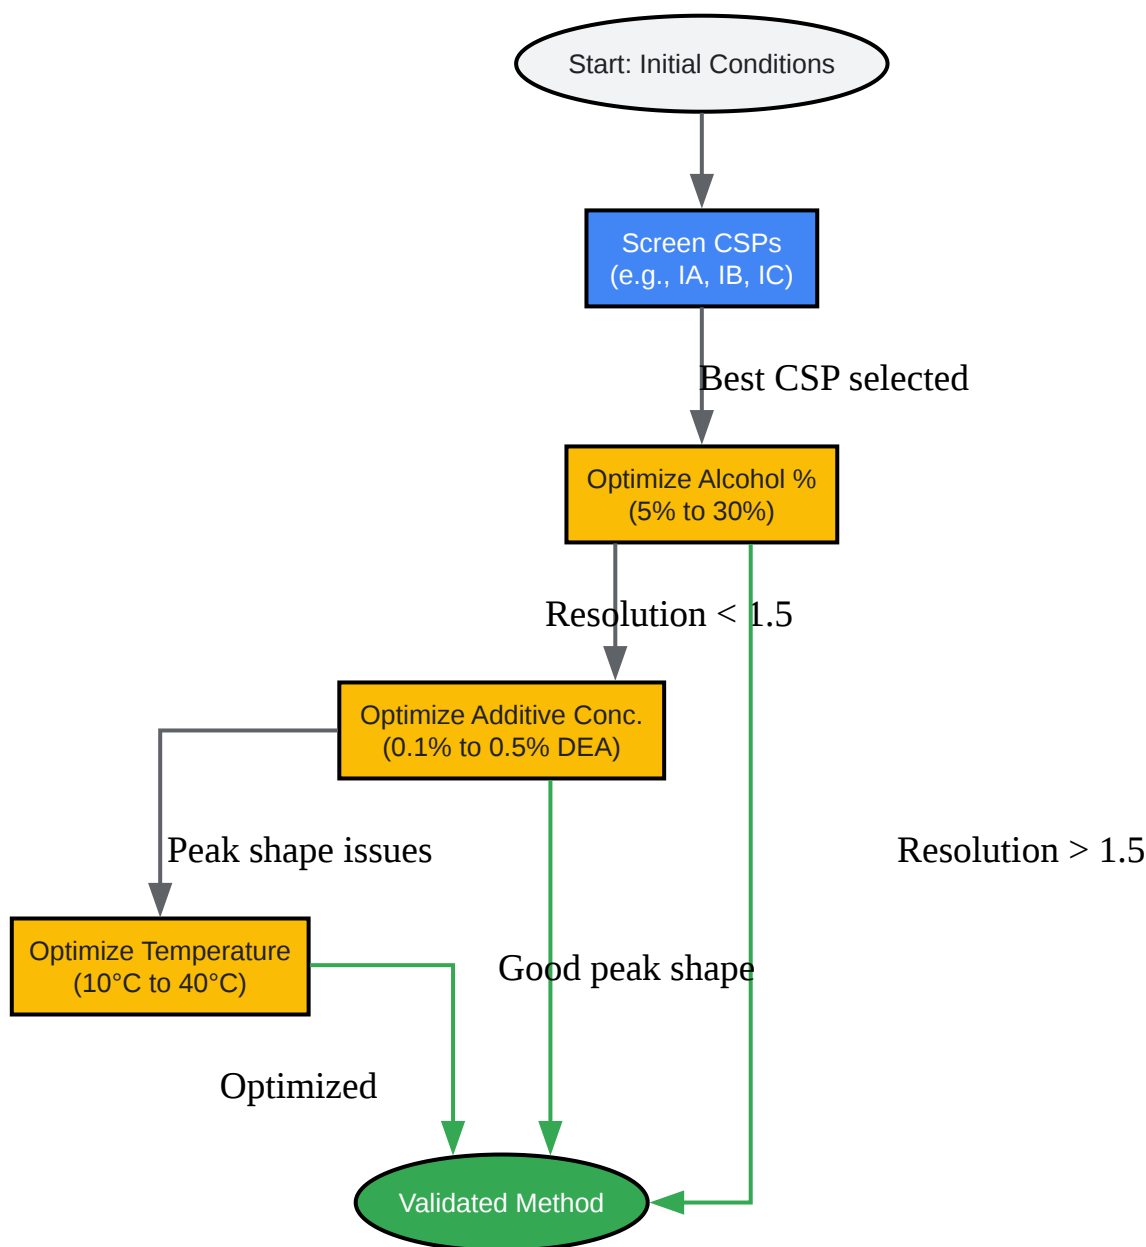 Start: Initial Conditions
Screen CSPs
(e.g., IA, IB, IC)
Best CSP selected
Optimize Alcohol %
(5% to 30%)
Resolution < 1.5
Optimize Additive Conc.
(0.1% to 0.5% DEA)
Peak shape issues
Resolution > 1.5
Optimize Temperature
(10°C to 40°C)
Good peak shape
Optimized
Validated Method